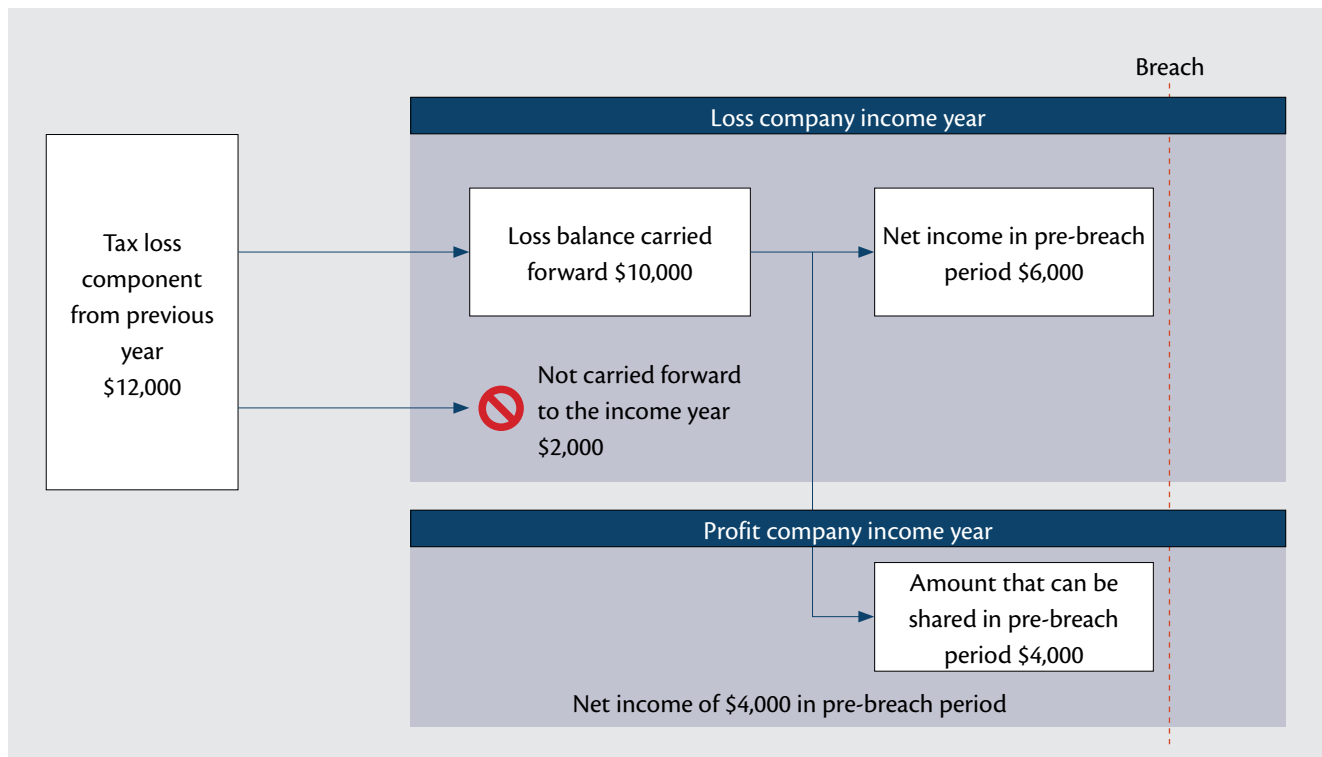 Breach
Loss company income year
Tax loss
component
from previous
year
$12,000
Loss balance carried
forward $10,000
Net income in pre-breach
period $6,000
Not carried forward
to the income year
$2,000
Profit company income year
Amount that can be
shared in pre-breach
period $4,000
Net income of $4,000 in pre-breach period